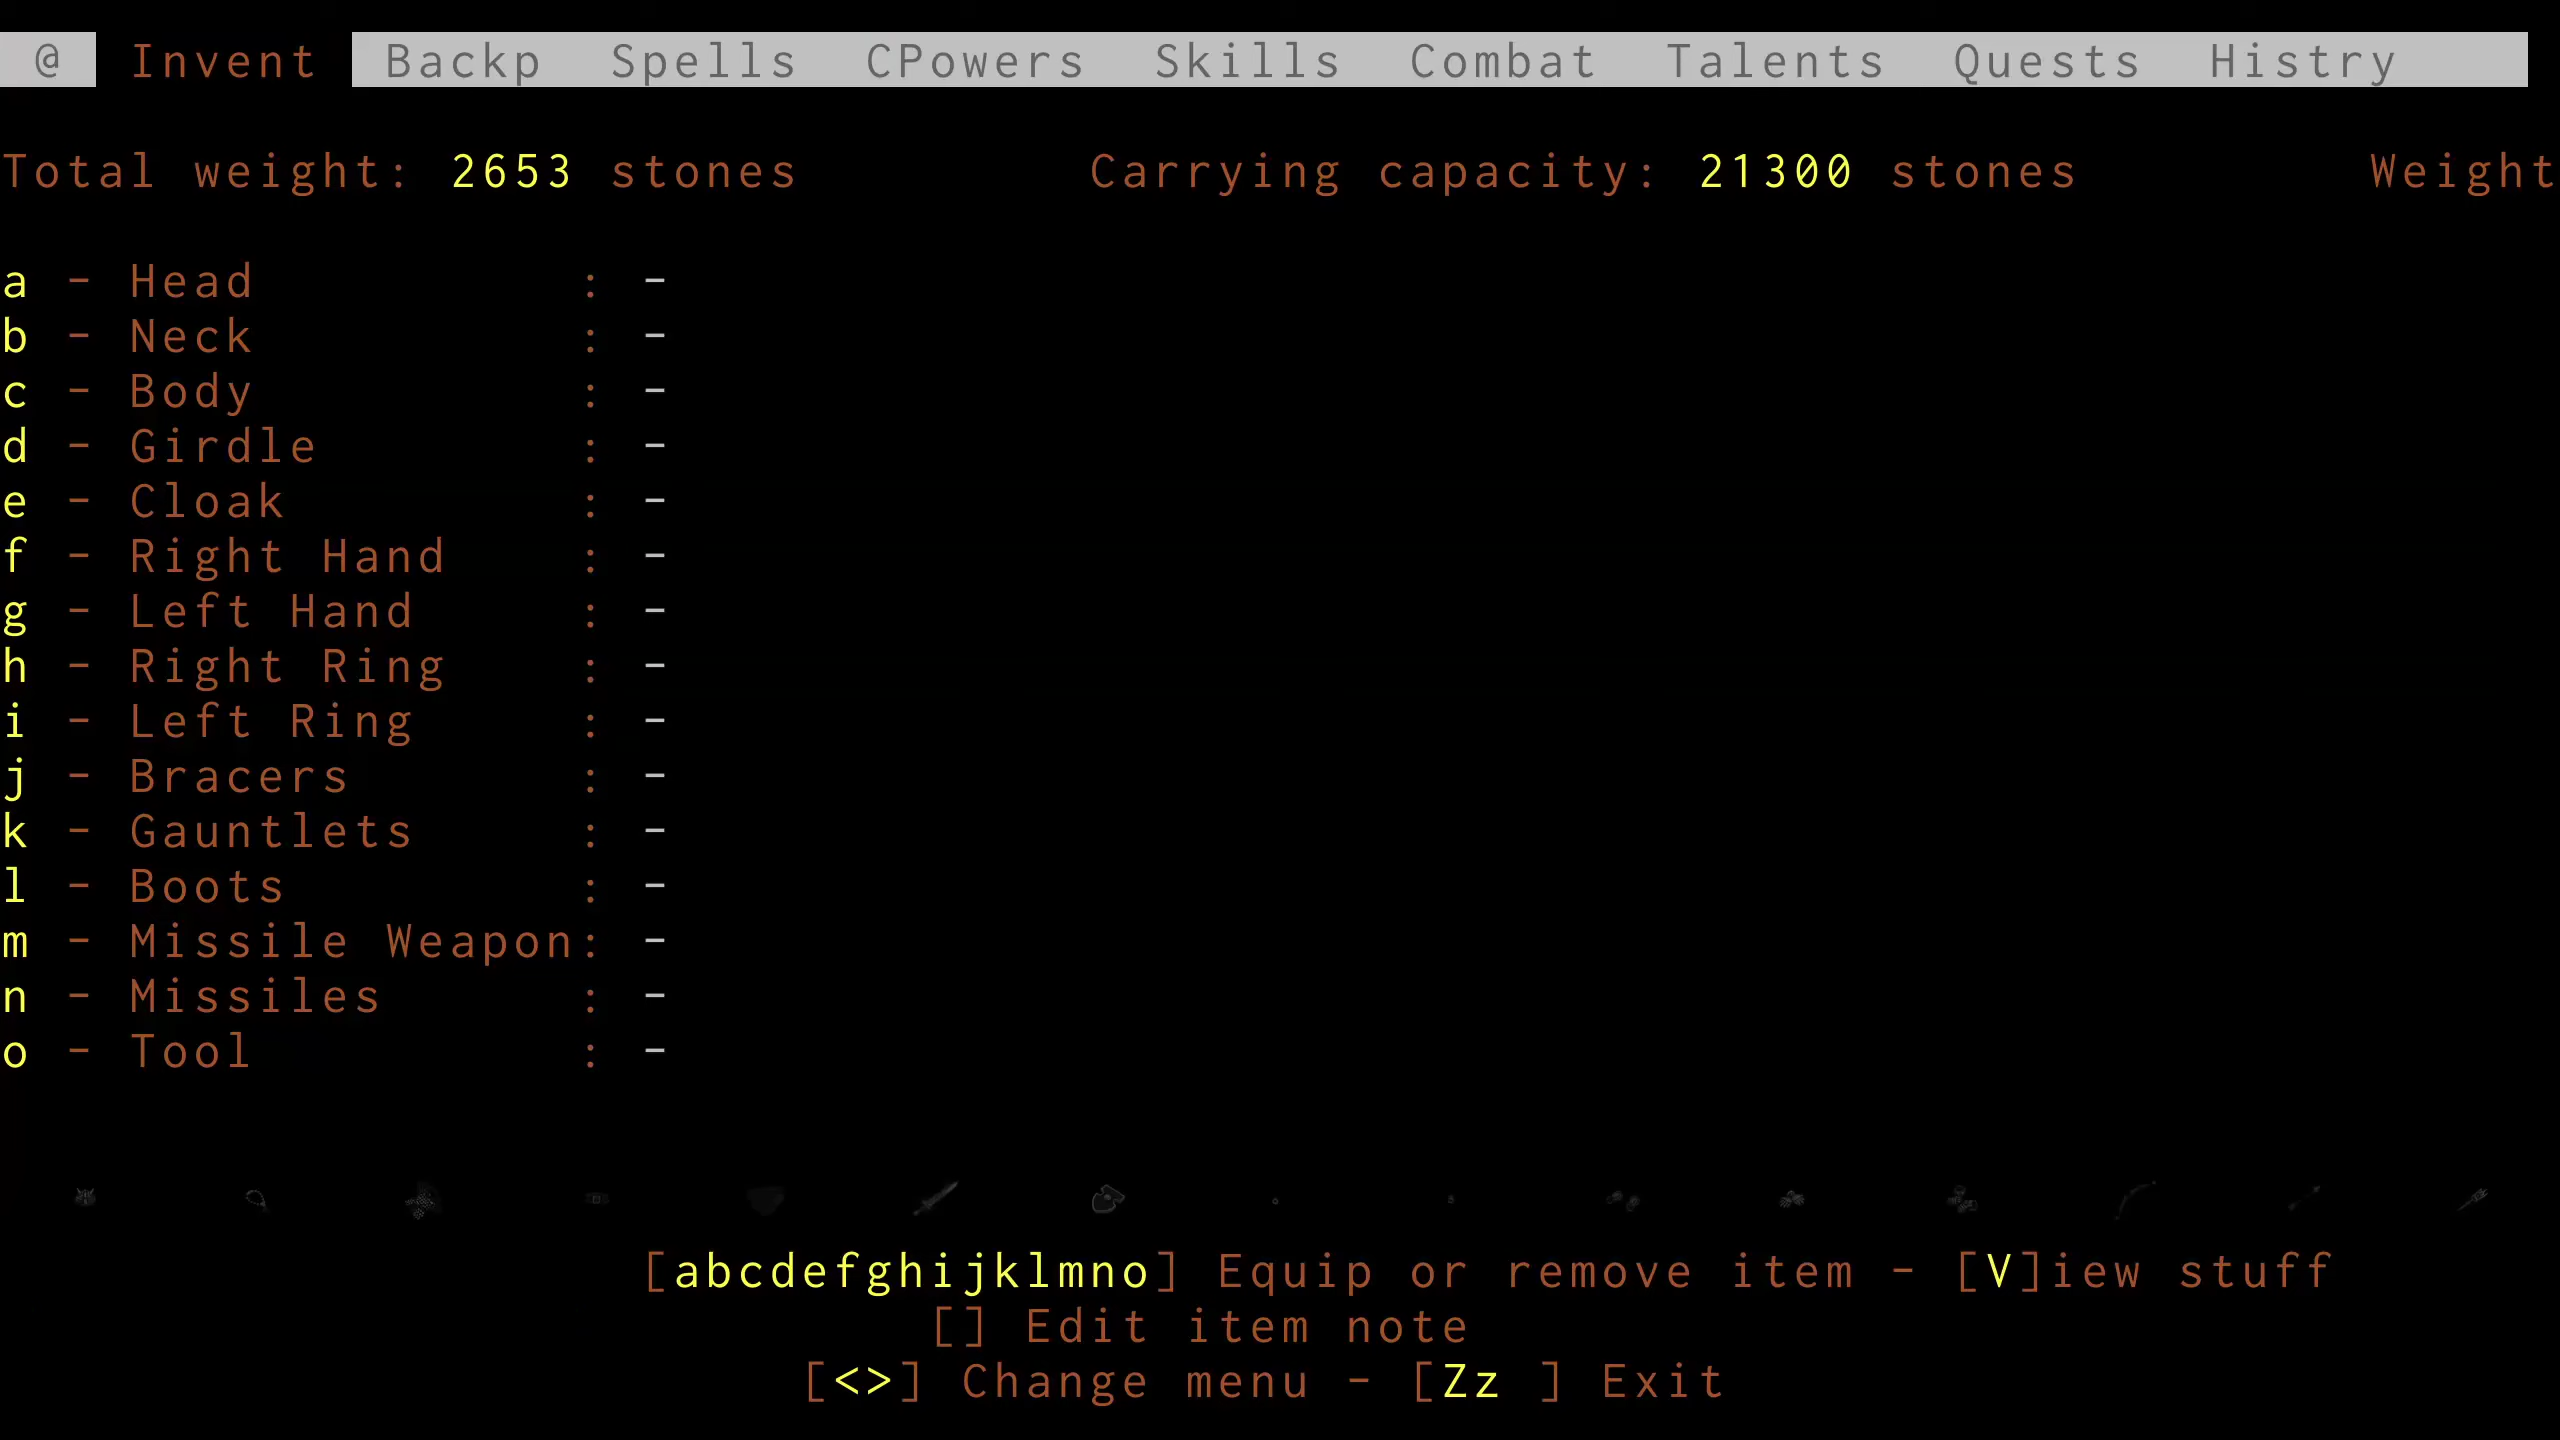 @ Invent Backp Spells CPowers Skills Combat Talents Quests Histry
Total weight: 2653 stones Carrying capacity: 21300 stones Weight
a - Head : -
b - Neck : -
c - Body : -
d - Girdle : -
e - Cloak : -
f - Right Hand : -
g - Left Hand : -
h - Right Ring : -
i - Left Ring : -
j - Bracers : -
k - Gauntlets : -
l - Boots : -
m - Missile Weapon: -
n - Missiles : -
o - Tool : -
[abcdefghijklmno] Equip or remove item - [V]iew stuff
[] Edit item note
[<>] Change menu - [Zz ] Exit